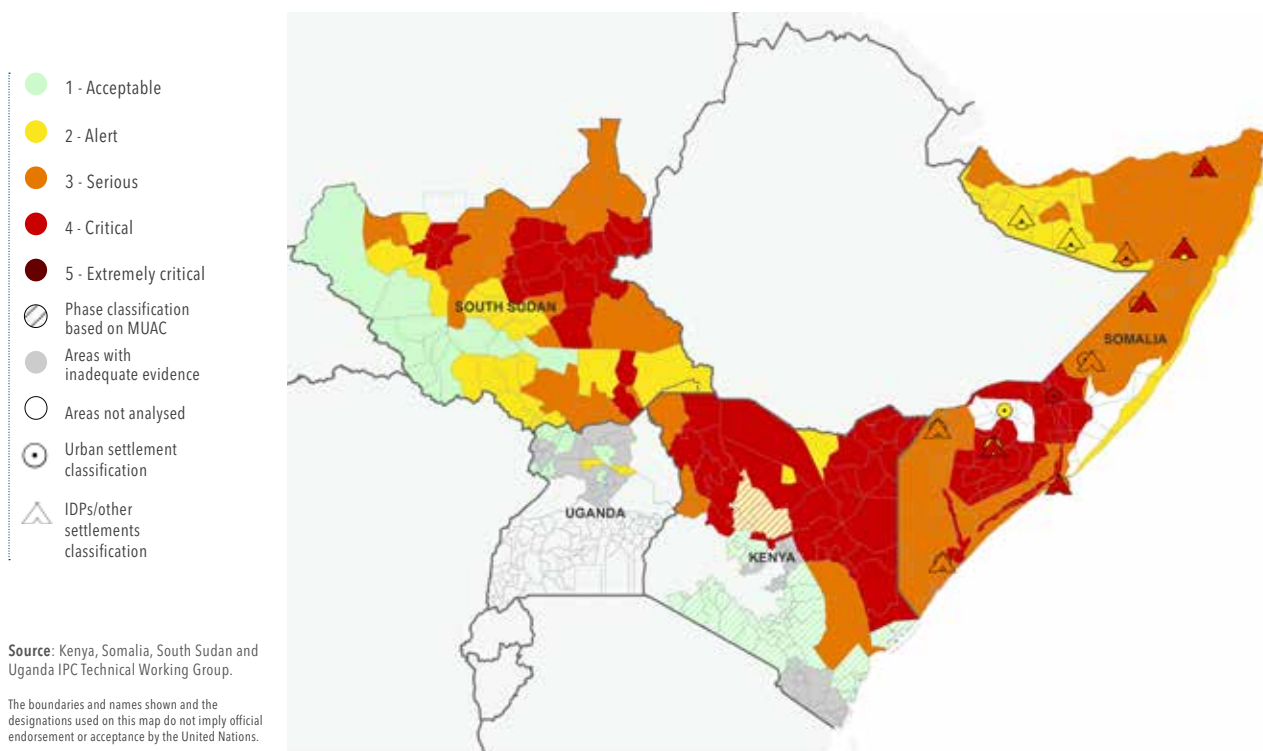 1 - Acceptable
2 - Alert
3 - Serious
4 - Critical
5 - Extremely critical
Phase classification
based on MUAC
Areas with
inadequate evidence
Areas not analysed
Urban settlement
classification
IDPs/other
settlements
classification
Source: Kenya, Somalia, South Sudan and
Uganda IPC Technical Working Group.
The boundaries and names shown and the
designations used on this map do not imply official
endorsement or acceptance by the United Nations.
SOUTH SUDAN
SOMALIA
UGANDA
KENYA